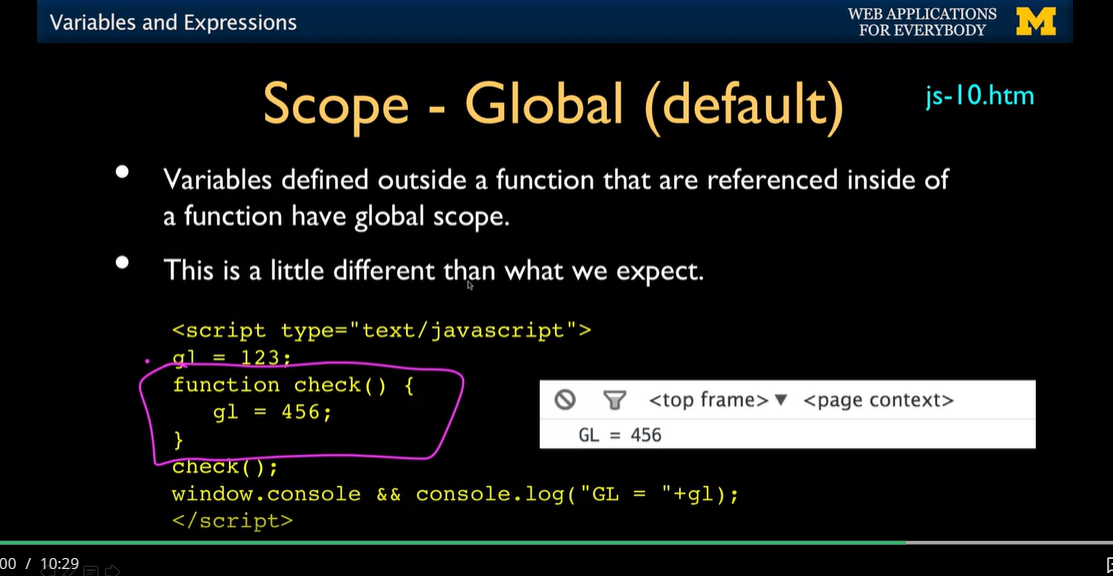 Variables and Expressions
WEB APPLICATIONS
FOR EVERYBODY
M
Scope - Global (default)
js-10.htm
• Variables defined outside a function that are referenced inside of
a function have global scope.
• This is a little different than what we expect.
<script type="text/javascript">
gl = 123;
function check() {
gl = 456;
}
check();
window.console && console.log("GL = "+gl);
</script>
<top frame> ▼ <page context>
GL = 456
00 / 10:29